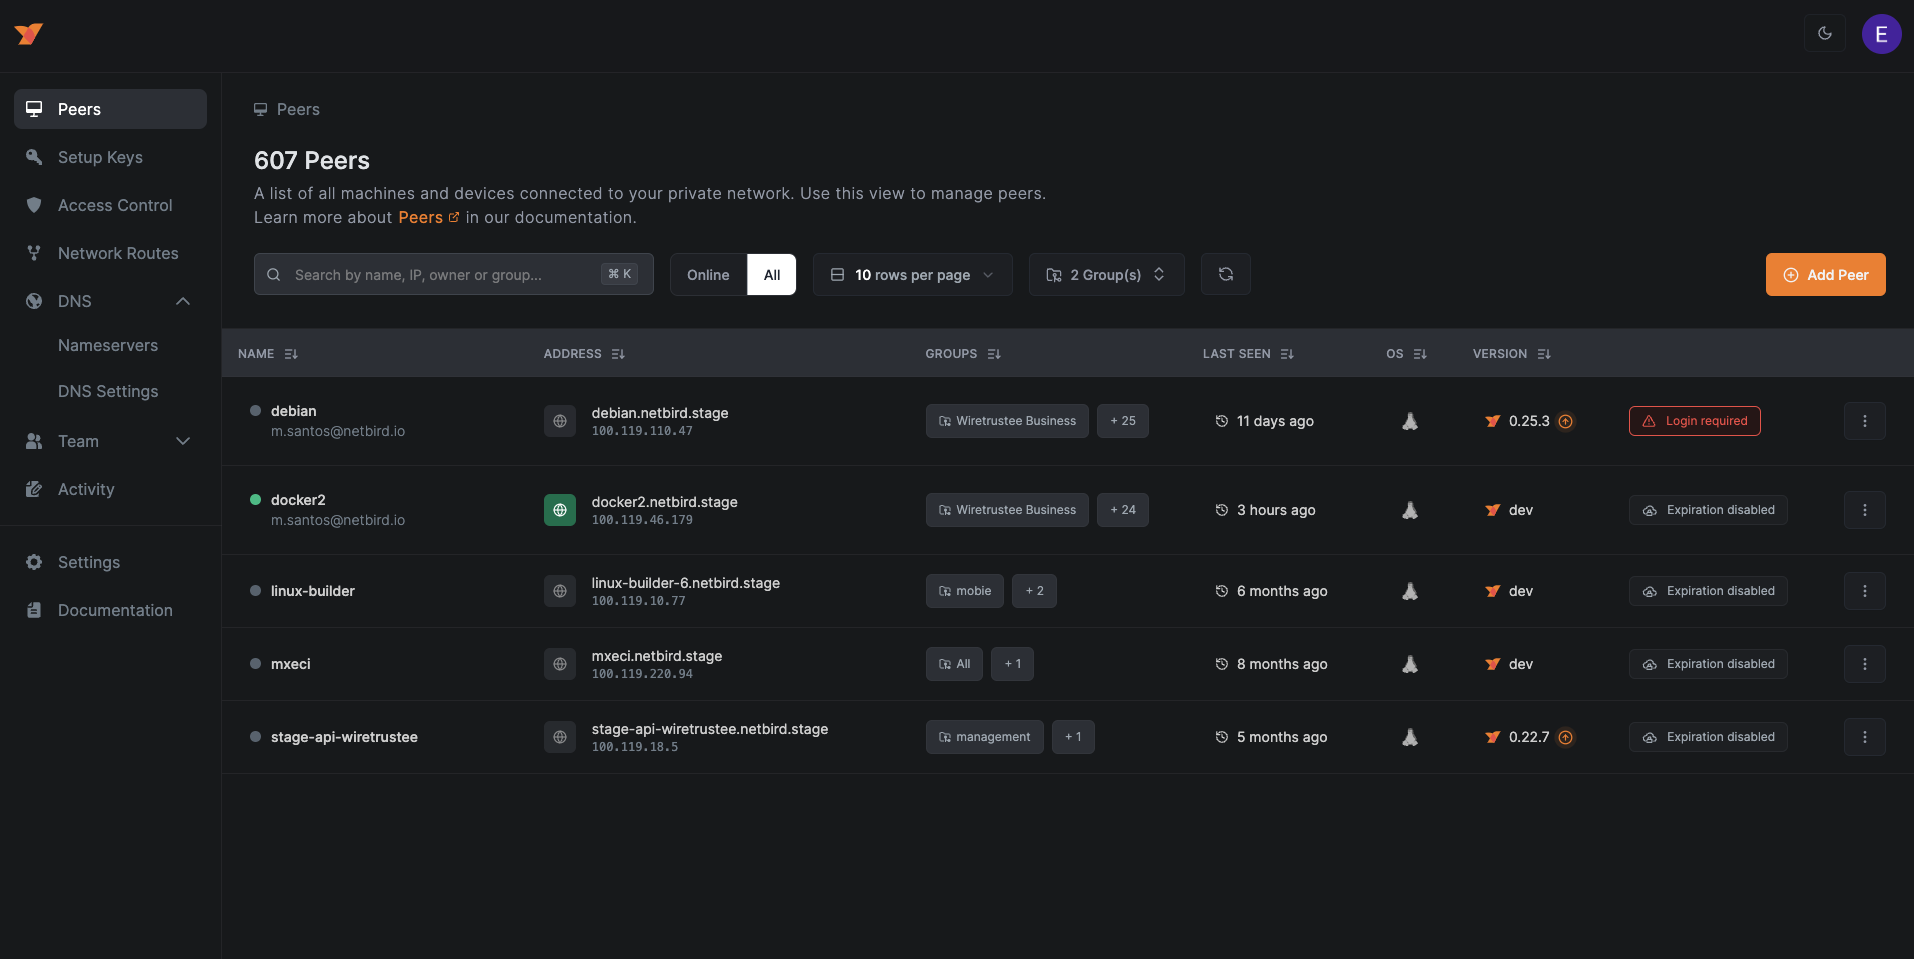 E
Peers
Setup Keys
Access Control
Network Routes
DNS
Nameservers
DNS Settings
Team
Activity
Settings
Documentation
Peers
607 Peers
A list of all machines and devices connected to your private network. Use this view to manage peers.
Learn more about Peers in our documentation.
Search by name, IP, owner or group... ⌘ K
Online All
10 rows per page
2 Group(s)
Add Peer
NAME ADDRESS GROUPS LAST SEEN OS VERSION
debian
m.santos@netbird.io
debian.netbird.stage
100.119.110.47
Wiretrustee Business + 25
11 days ago
0.25.3
Login required
docker2
m.santos@netbird.io
docker2.netbird.stage
100.119.46.179
Wiretrustee Business + 24
3 hours ago
dev
Expiration disabled
linux-builder
linux-builder-6.netbird.stage
100.119.10.77
mobie + 2
6 months ago
dev
Expiration disabled
mxeci
mxeci.netbird.stage
100.119.220.94
All + 1
8 months ago
dev
Expiration disabled
stage-api-wiretrustee
stage-api-wiretrustee.netbird.stage
100.119.18.5
management + 1
5 months ago
0.22.7
Expiration disabled